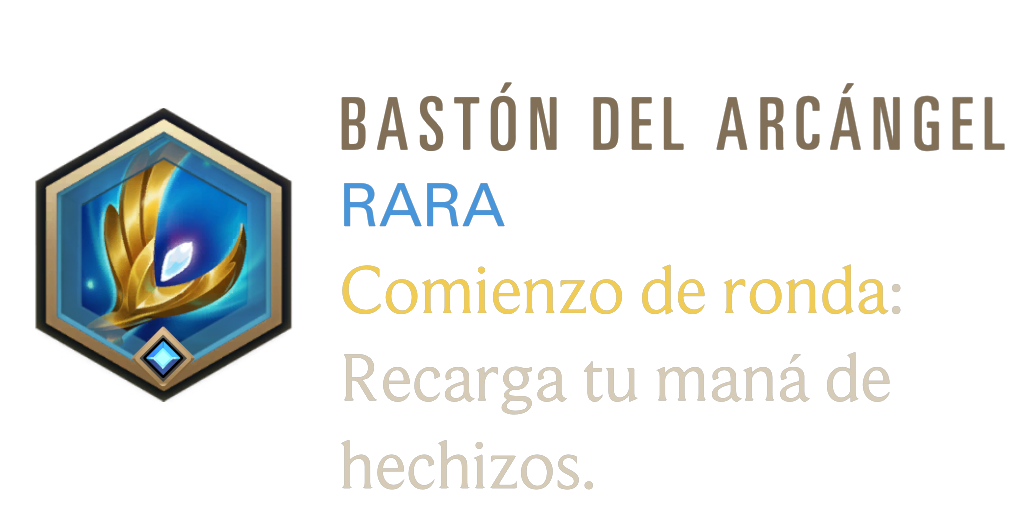 BASTÓN DEL ARCÁNGEL
RARA
Comienzo de ronda:
Recarga tu maná de
hechizos.